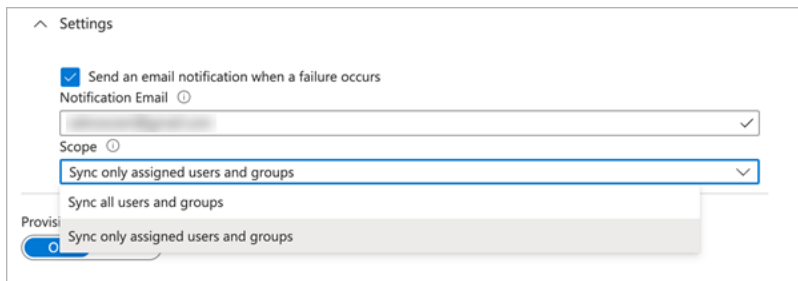 Settings
Send an email notification when a failure occurs
Notification Email
Scope
Sync only assigned users and groups
Sync all users and groups
Sync only assigned users and groups